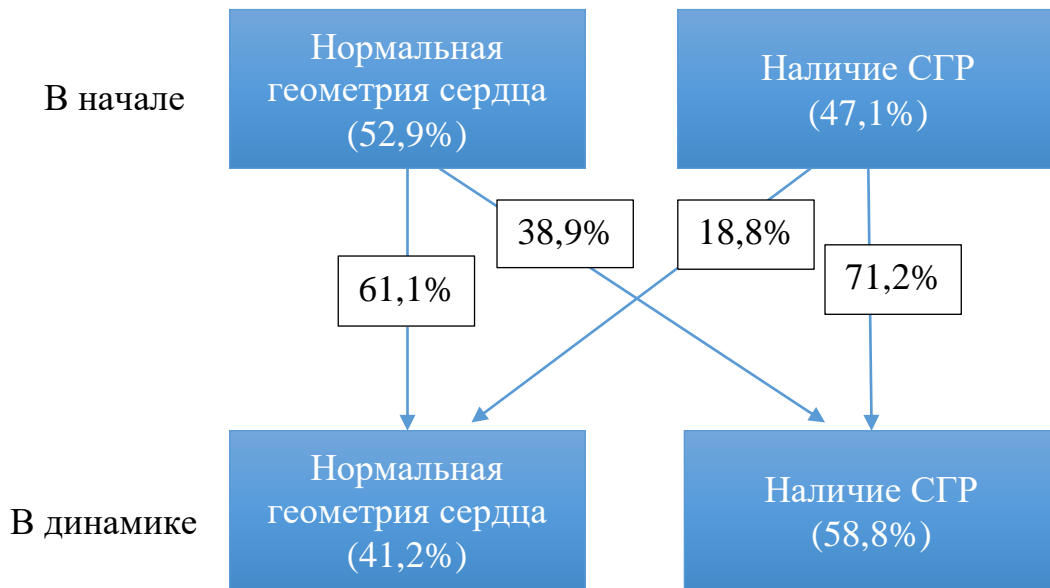 В начале
Нормальная
геометрия сердца
(52,9%)
Наличие СГР
(47,1%)
38,9%
18,8%
61,1%
71,2%
В динамике
Нормальная
геометрия сердца
(41,2%)
Наличие СГР
(58,8%)